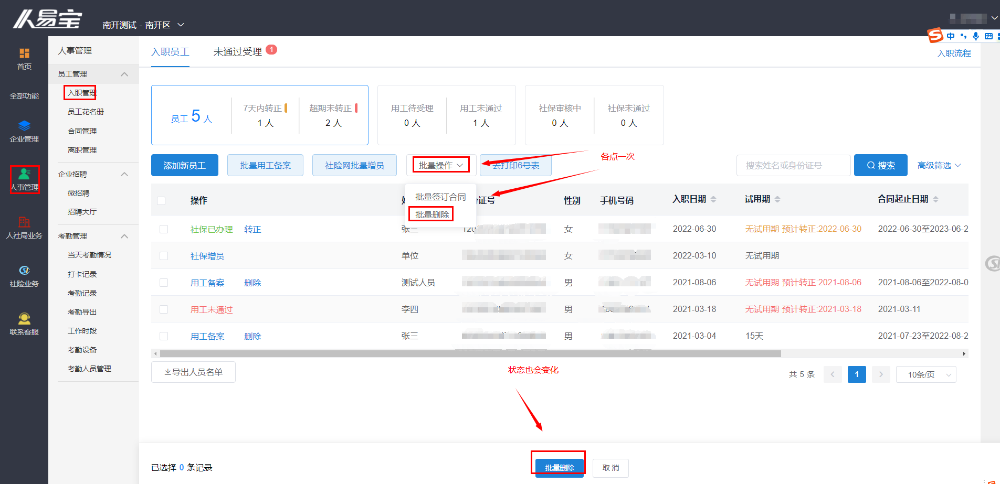 人易宝
南开测试 - 南开区
中
首页
全部功能
企业管理
人事管理
人社局业务
社险业务
联系客服
人事管理
员工管理
入职管理
员工花名册
合同管理
离职管理
企业招聘
微招聘
招聘大厅
考勤管理
当天考勤情况
打卡记录
考勤记录
考勤导出
工作时段
考勤设备
考勤人员管理
入职员工 未通过受理 1
入职流程
员工 5 人
7天内转正
1 人
超期未转正
2 人
用工待受理
0 人
用工未通过
1 人
社保审核中
0 人
社保未通过
0 人
各点一次
添加新员工 批量用工备案 社险网批量增员 批量操作 去打印6号表 搜索姓名或身份证号 搜索 高级筛选
批量签订合同
批量删除
操作 证号 性别 手机号码 入职日期 试用期 合同起止日期
社保已办理 转正 张三 女 2022-06-30 无试用期 预计转正:2022-06-30 2022-06-30至2023-06-2
社保增员 单位 女 2022-03-10 无试用期
用工备案 删除 测试人员 男 2021-08-06 无试用期 预计转正:2021-08-06 2021-08-06至2022-08-0
用工未通过 李四 男 2021-03-18 无试用期 预计转正:2021-03-18 2021-03-11
用工备案 删除 张三 男 2021-03-04 15天 2021-07-23至2022-08-2
导出人员名单
状态也会变化
共 5 条 1 10条/页
已选择 0 条记录 批量删除 取 消